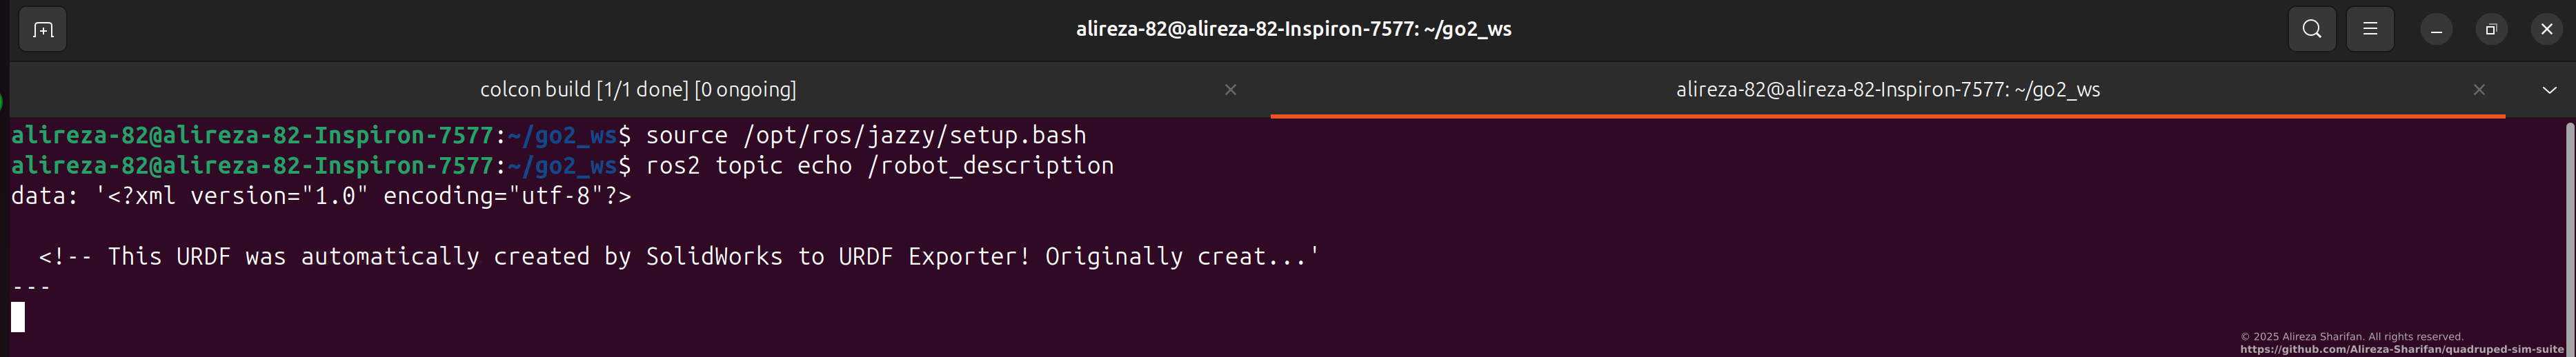 alireza-82@alireza-82-Inspiron-7577: ~/go2_ws
colcon build [1/1 done] [0 ongoing]
alireza-82@alireza-82-Inspiron-7577: ~/go2_ws
alireza-82@alireza-82-Inspiron-7577:~/go2_ws$ source /opt/ros/jazzy/setup.bash
alireza-82@alireza-82-Inspiron-7577:~/go2_ws$ ros2 topic echo /robot_description
data: '<?xml version="1.0" encoding="utf-8"?>
<!-- This URDF was automatically created by SolidWorks to URDF Exporter! Originally creat...'
---
© 2025 Alireza Sharifan. All rights reserved.
https://github.com/Alireza-Sharifan/quadruped-sim-suite